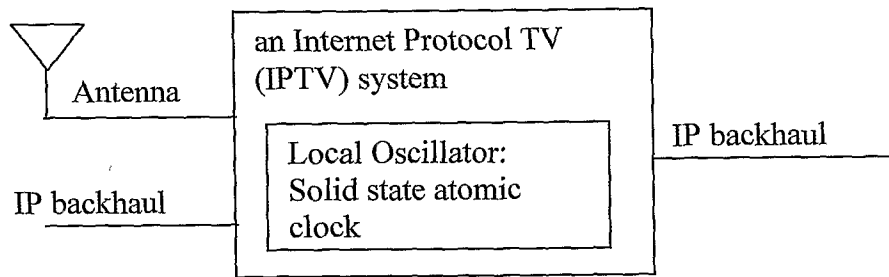 an Internet Protocol TV
(IPTV) system
Antenna
Local Oscillator:
Solid state atomic
clock
IP backhaul
IP backhaul